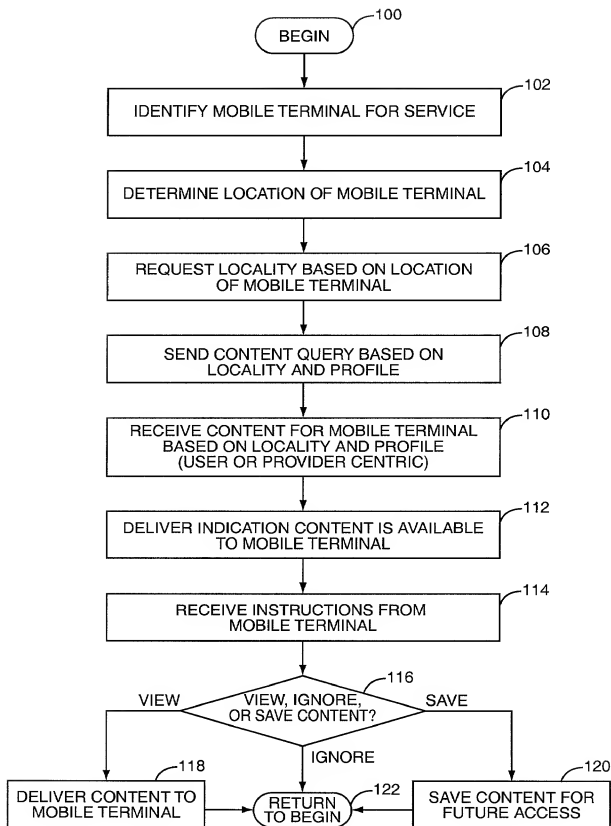 100
BEGIN
102
IDENTIFY MOBILE TERMINAL FOR SERVICE
104
DETERMINE LOCATION OF MOBILE TERMINAL
106
REQUEST LOCALITY BASED ON LOCATION
OF MOBILE TERMINAL
108
SEND CONTENT QUERY BASED ON
LOCALITY AND PROFILE
110
RECEIVE CONTENT FOR MOBILE TERMINAL
BASED ON LOCALITY AND PROFILE
(USER OR PROVIDER CENTRIC)
112
DELIVER INDICATION CONTENT IS AVAILABLE
TO MOBILE TERMINAL
114
RECEIVE INSTRUCTIONS FROM
MOBILE TERMINAL
116
VIEW
VIEW, IGNORE,
OR SAVE CONTENT?
SAVE
IGNORE
118
DELIVER CONTENT TO
MOBILE TERMINAL
122
RETURN
TO BEGIN
120
SAVE CONTENT FOR
FUTURE ACCESS